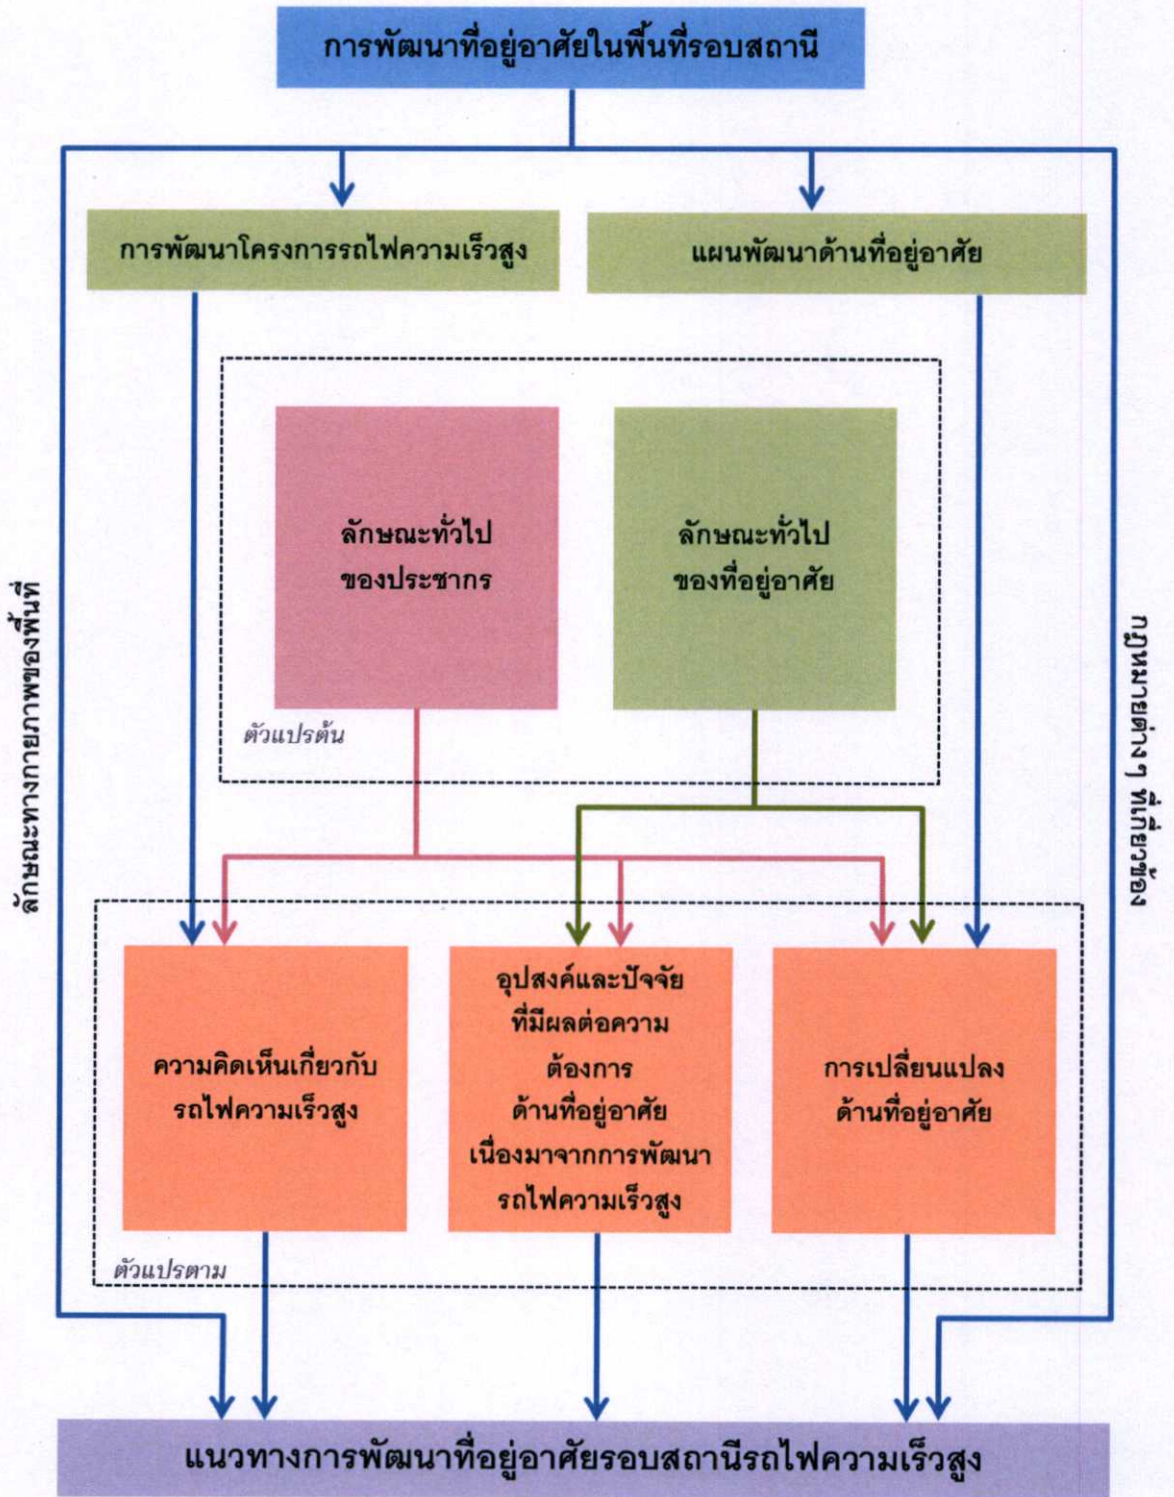 การพัฒนาที่อยู่อาศัยในพื้นที่รอบสถานี
การพัฒนาโครงการรถไฟความเร็วสูง
แผนพัฒนาด้านที่อยู่อาศัย
ลักษณะทั่วไป
ของประชากร
ลักษณะทั่วไป
ของที่อยู่อาศัย
ตัวแปรต้น
ลักษณะทางกายภาพของพื้นที่
กฎหมายต่าง ๆ ที่เกี่ยวข้อง
ความคิดเห็นเกี่ยวกับ
รถไฟความเร็วสูง
อุปสงค์และปัจจัย
ที่มีผลต่อความ
ต้องการ
ด้านที่อยู่อาศัย
เนื่องมาจากการพัฒนา
รถไฟความเร็วสูง
การเปลี่ยนแปลง
ด้านที่อยู่อาศัย
ตัวแปรตาม
แนวทางการพัฒนาที่อยู่อาศัยรอบสถานีรถไฟความเร็วสูง